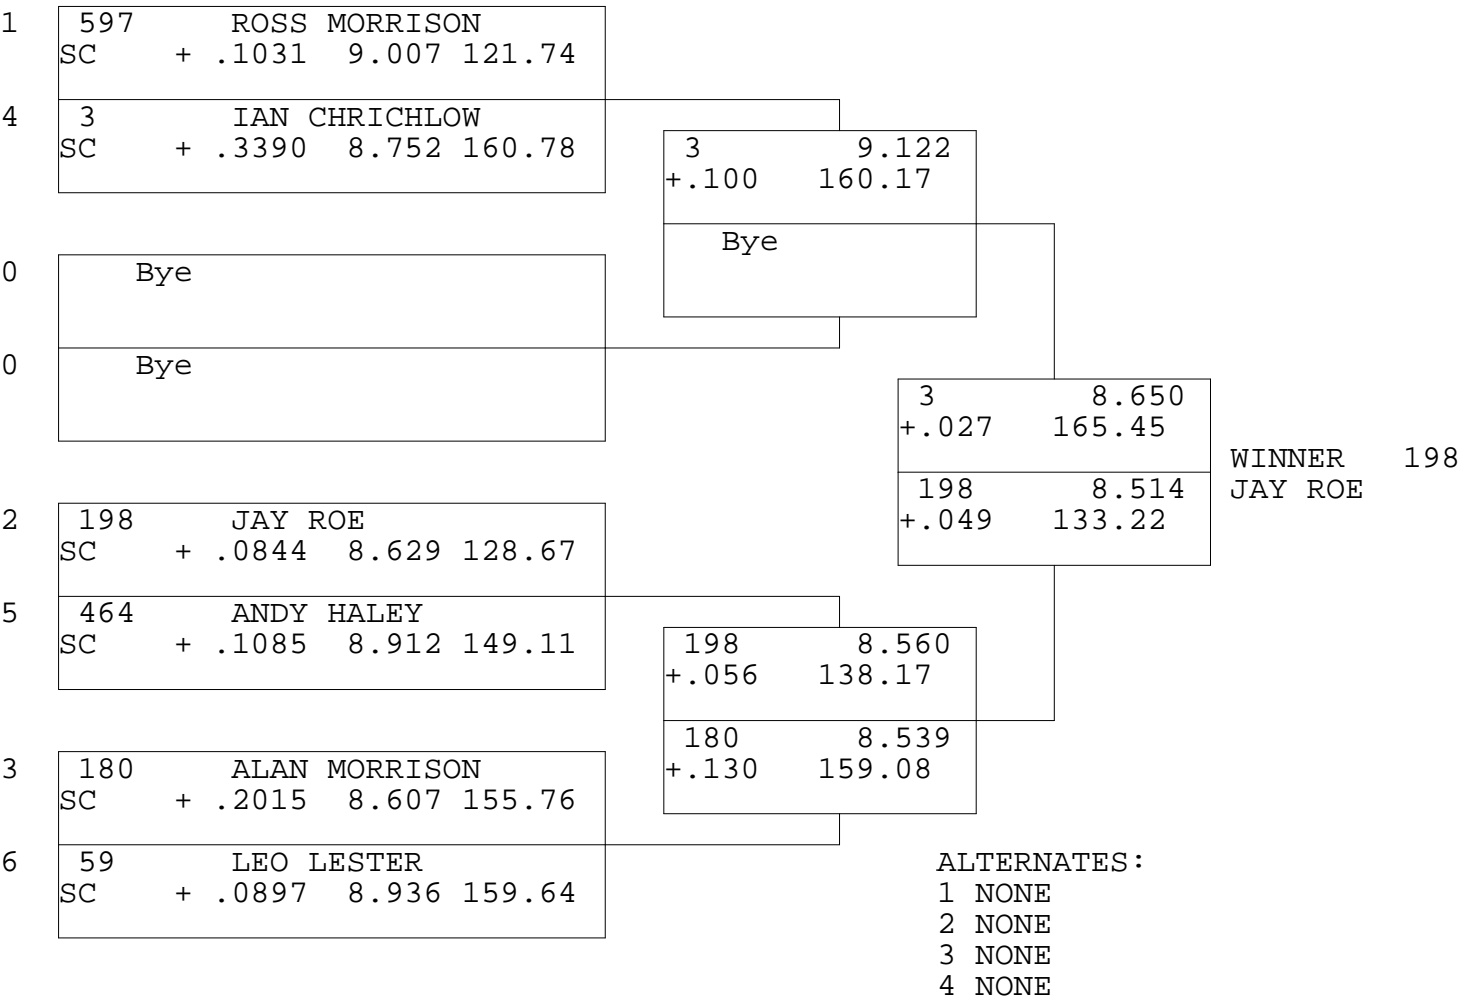 1 597 ROSS MORRISON
SC + .1031 9.007 121.74
4 3 IAN CHRICHLOW
SC + .3390 8.752 160.78
0 Bye
0 Bye
2 198 JAY ROE
SC + .0844 8.629 128.67
5 464 ANDY HALEY
SC + .1085 8.912 149.11
3 180 ALAN MORRISON
SC + .2015 8.607 155.76
6 59 LEO LESTER
SC + .0897 8.936 159.64
3 9.122
+.100 160.17
Bye
198 8.560
+.056 138.17
180 8.539
+.130 159.08
3 8.650
+.027 165.45
198 8.514
+.049 133.22
WINNER 198
JAY ROE
ALTERNATES:
1 NONE
2 NONE
3 NONE
4 NONE